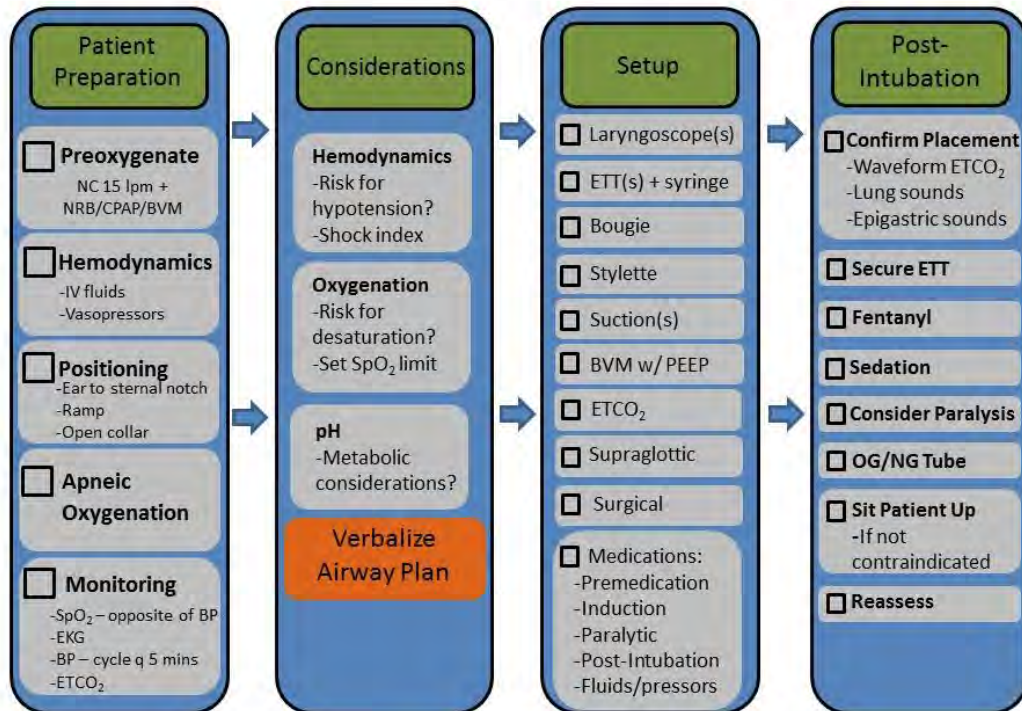 Patient
Preparation
Preoxygenate
NC 15 lpm +
NRB/CPAP/BVM
Hemodynamics
-IV fluids
-Vasopressors
Positioning
-Ear to sternal notch
-Ramp
-Open collar
Apneic
Oxygenation
Monitoring
-SpO₂ – opposite of BP
-EKG
-BP – cycle q 5 mins
-ETCO₂
Considerations
Hemodynamics
-Risk for
hypotension?
-Shock index
Oxygenation
-Risk for
desaturation?
-Set SpO₂ limit
pH
-Metabolic
considerations?
Verbalize
Airway Plan
Setup
Laryngoscope(s)
ETT(s) + syringe
Bougie
Stylette
Suction(s)
BVM w/ PEEP
ETCO₂
Supraglottic
Surgical
Medications:
-Premedication
-Induction
-Paralytic
-Post-Intubation
-Fluids/pressors
Post-
Intubation
Confirm Placement
-Waveform ETCO₂
-Lung sounds
-Epigastric sounds
Secure ETT
Fentanyl
Sedation
Consider Paralysis
OG/NG Tube
Sit Patient Up
-If not
contraindicated
Reassess